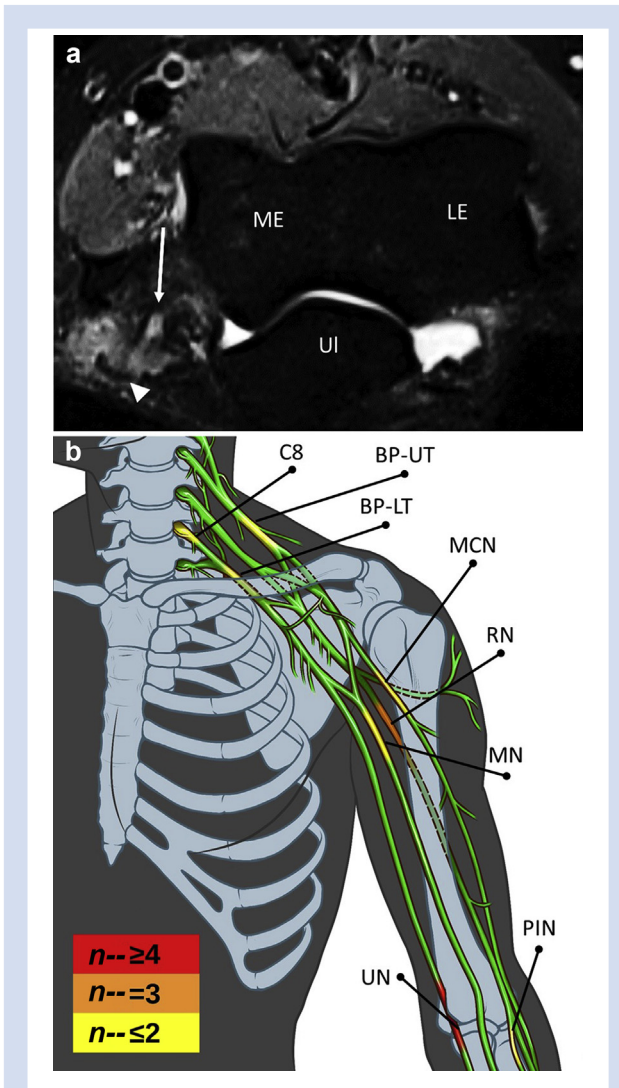 a
ME
LE
Ul
b
C8
BP-UT
BP-LT
MCN
RN
MN
PIN
UN
n--≥4
n--=3
n--≤2